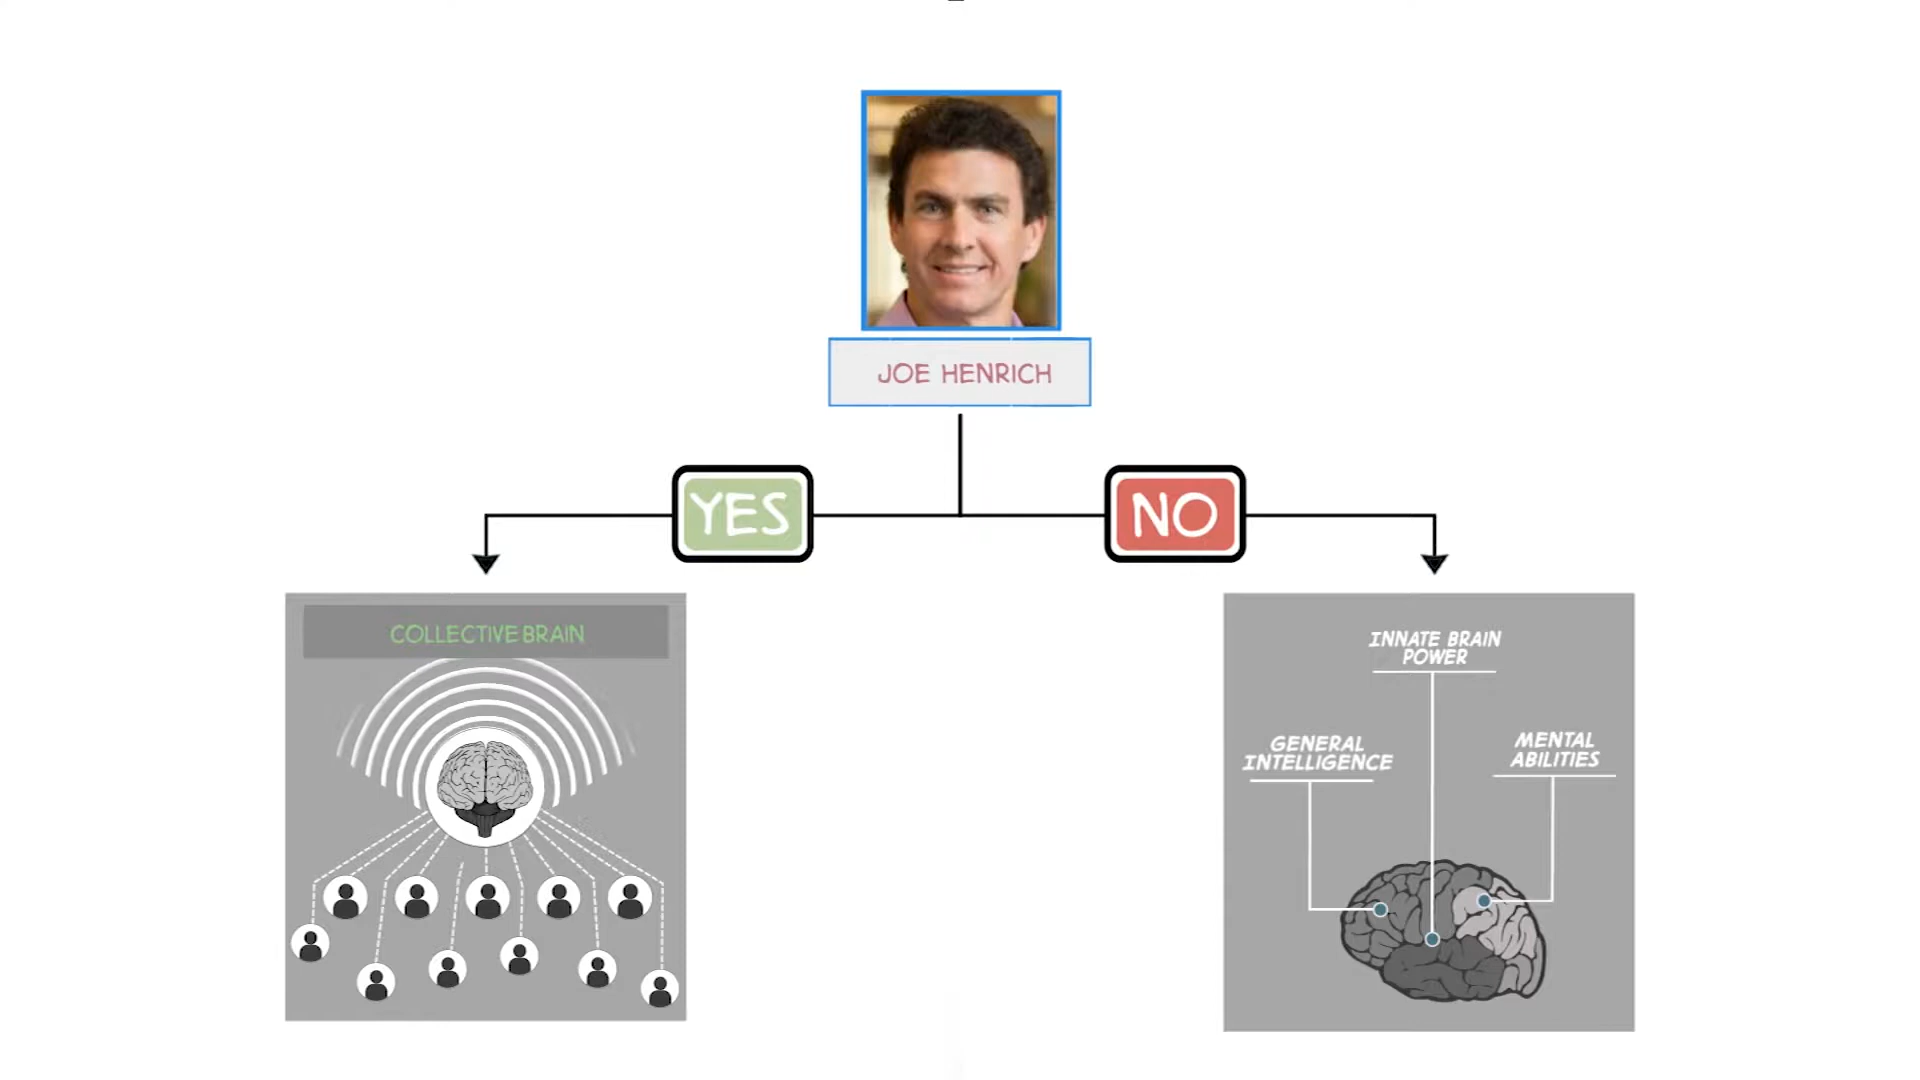 JOE HENRICH
YES
NO
COLLECTIVE BRAIN
INNATE BRAIN
POWER
GENERAL
INTELLIGENCE
MENTAL
ABILITIES